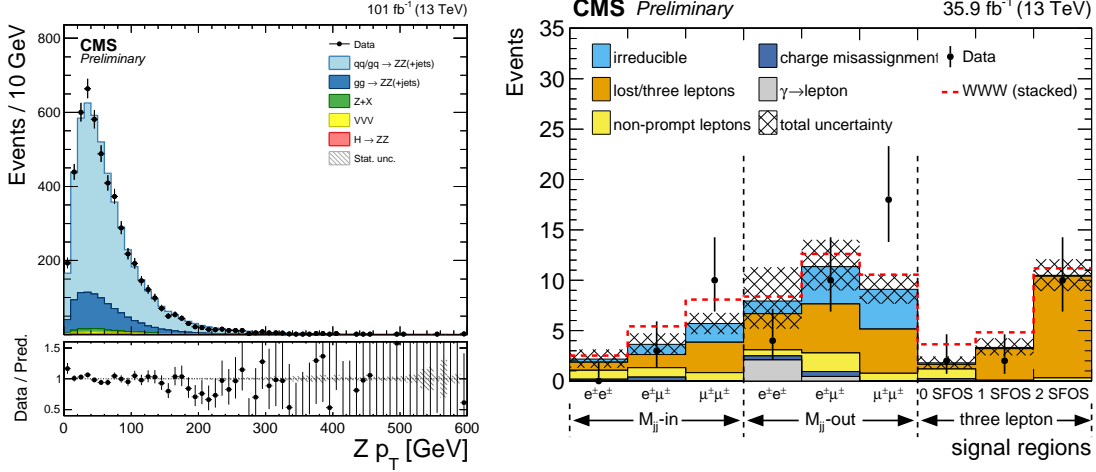 101 fb⁻¹ (13 TeV)
CMS
Preliminary
Data
qq/gq → ZZ(+jets)
gg → ZZ(+jets)
Z+X
VVV
H → ZZ
Stat. unc.
Events / 10 GeV
800
600
400
200
Data / Pred.
1.5
1
0.5
0 100 200 300 400 500 600
Z p_T [GeV]
CMS Preliminary 35.9 fb⁻¹ (13 TeV)
Events
35
30
25
20
15
10
5
0
irreducible charge misassignment Data
lost/three leptons γ→lepton WWW (stacked)
non-prompt leptons total uncertainty
e±e± e±μ± μ±μ± e±e± e±μ± μ±μ± 0 SFOS 1 SFOS 2 SFOS
M_jj-in M_jj-out three lepton
signal regions